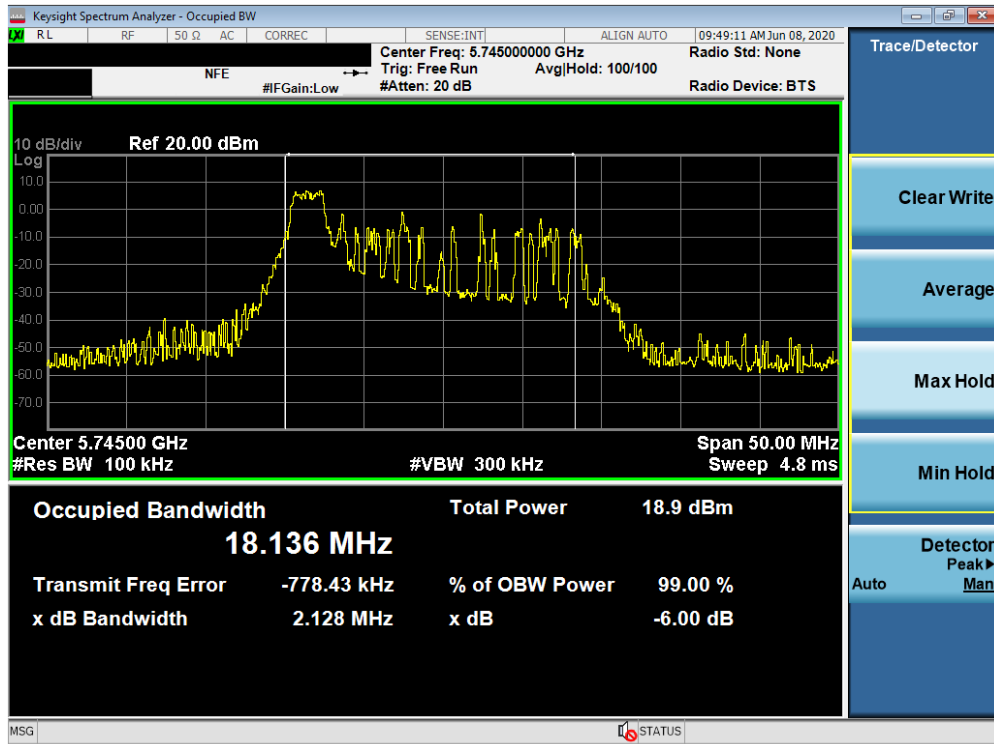 Keysight Spectrum Analyzer - Occupied BW
LXI RL RF 50 Ω AC CORREC SENSE:INT ALIGN AUTO 09:49:11 AM Jun 08, 2020
Center Freq: 5.745000000 GHz Radio Std: None
NFE Trig: Free Run Avg|Hold: 100/100
#IFGain:Low #Atten: 20 dB Radio Device: BTS
10 dB/div Ref 20.00 dBm
Log
10.0
0.00
-10.0
-20.0
-30.0
-40.0
-50.0
-60.0
-70.0
Center 5.74500 GHz Span 50.00 MHz
#Res BW 100 kHz #VBW 300 kHz Sweep 4.8 ms
Occupied Bandwidth Total Power 18.9 dBm
18.136 MHz
Transmit Freq Error -778.43 kHz % of OBW Power 99.00 %
x dB Bandwidth 2.128 MHz x dB -6.00 dB
MSG STATUS
Trace/Detector
Clear Write
Average
Max Hold
Min Hold
Detector
Peak▶
Auto Man